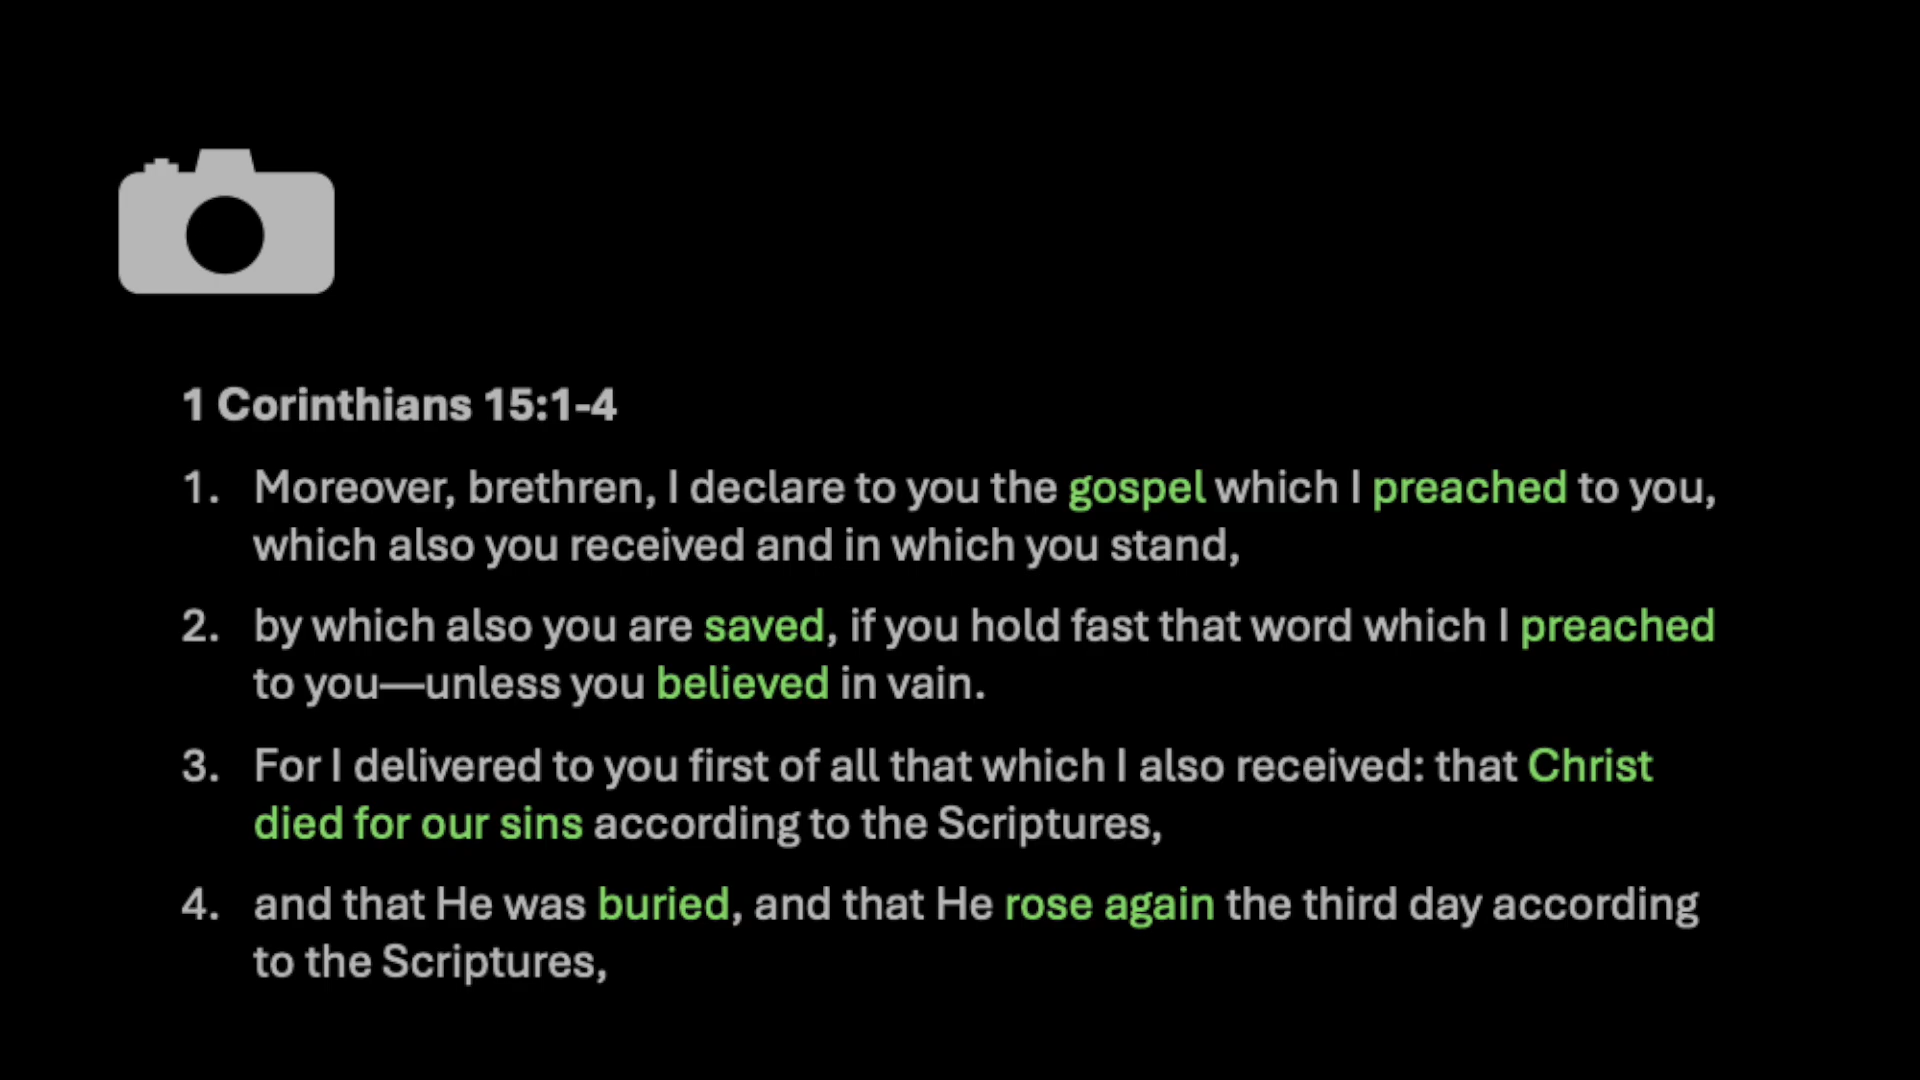 1 Corinthians 15:1-4
1. Moreover, brethren, I declare to you the gospel which I preached to you,
which also you received and in which you stand,
2. by which also you are saved, if you hold fast that word which I preached
to you—unless you believed in vain.
3. For I delivered to you first of all that which I also received: that Christ
died for our sins according to the Scriptures,
4. and that He was buried, and that He rose again the third day according
to the Scriptures,